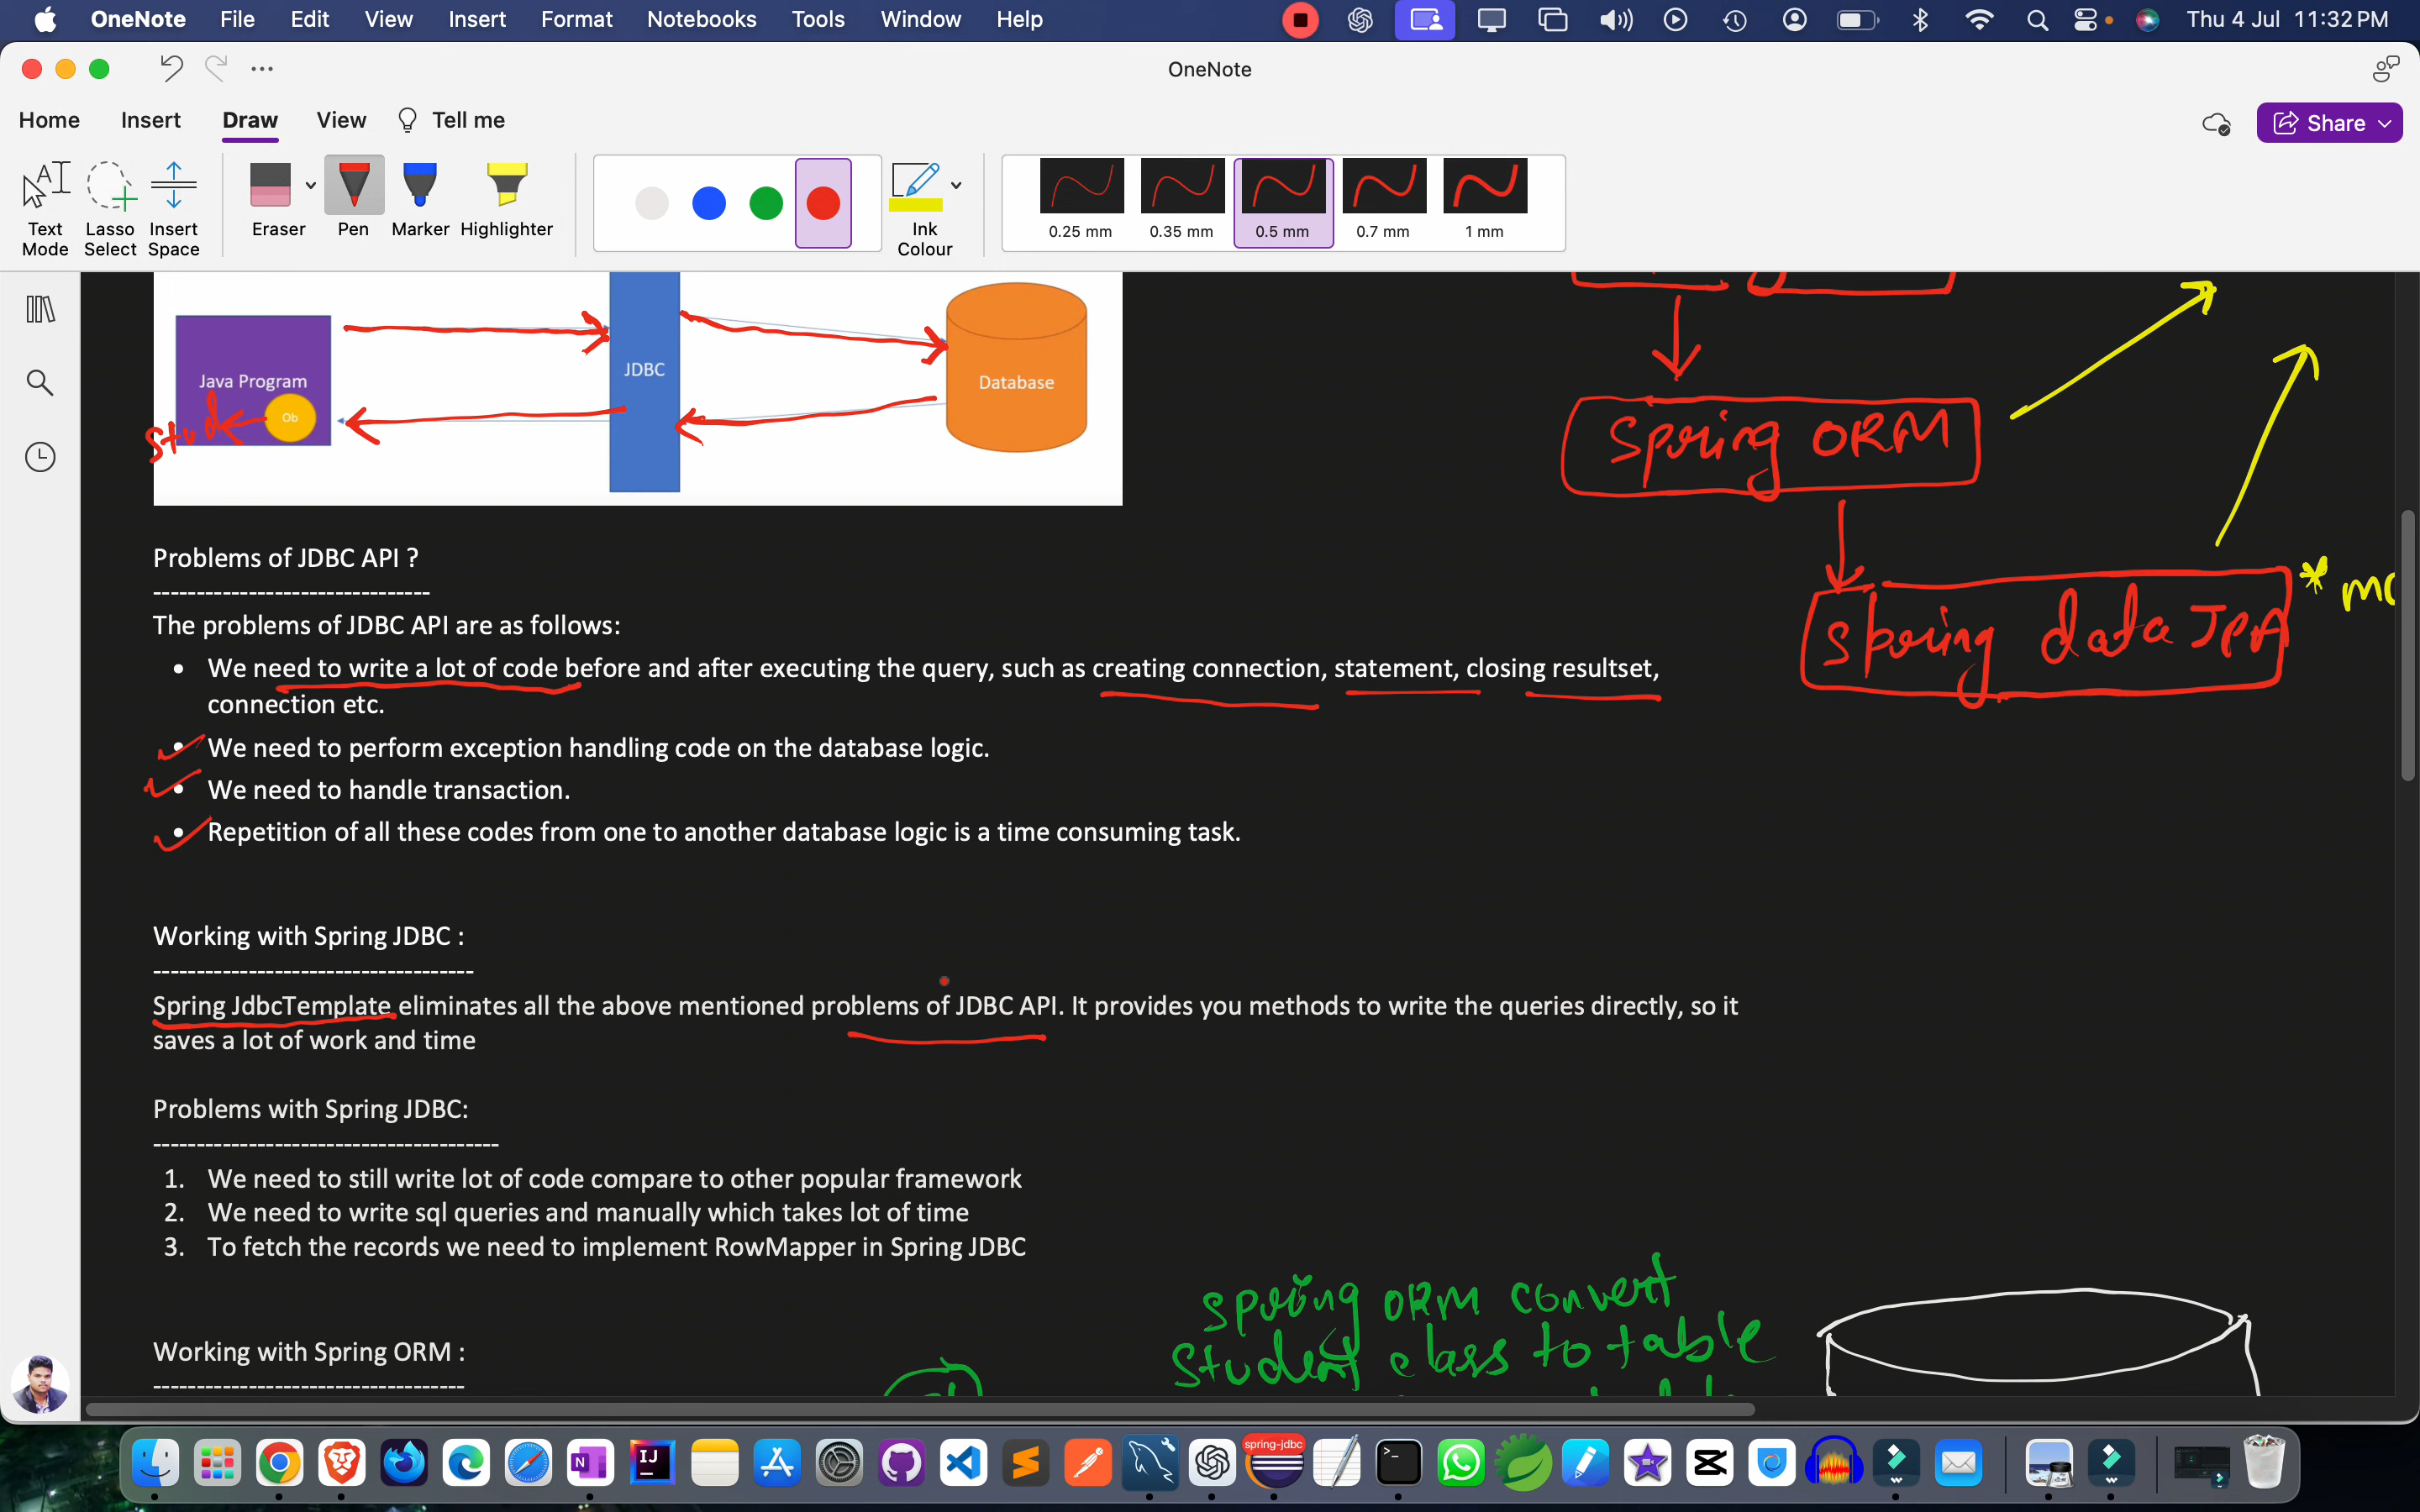 OneNote File Edit View Insert Format Notebooks Tools Window Help Thu 4 Jul 11:32 PM
OneNote
Home Insert Draw View Tell me Share
Text Mode
Lasso Select
Insert Space
Eraser
Pen
Marker
Highlighter
Ink Colour
0.25 mm 0.35 mm 0.5 mm 0.7 mm 1 mm
Java Program
Ob
Stud
JDBC
Database
Spring ORM
Spring data JPA
*
Problems of JDBC API ?
-------------------------------
The problems of JDBC API are as follows:
• We need to write a lot of code before and after executing the query, such as creating connection, statement, closing resultset,
connection etc.
• We need to perform exception handling code on the database logic.
• We need to handle transaction.
• Repetition of all these codes from one to another database logic is a time consuming task.
Working with Spring JDBC :
------------------------------------
Spring JdbcTemplate eliminates all the above mentioned problems of JDBC API. It provides you methods to write the queries directly, so it
saves a lot of work and time
Problems with Spring JDBC:
---------------------------------------
1. We need to still write lot of code compare to other popular framework
2. We need to write sql queries and manually which takes lot of time
3. To fetch the records we need to implement RowMapper in Spring JDBC
Spring ORM convert
Student class to table
Working with Spring ORM :
-----------------------------------
spring-jdbc